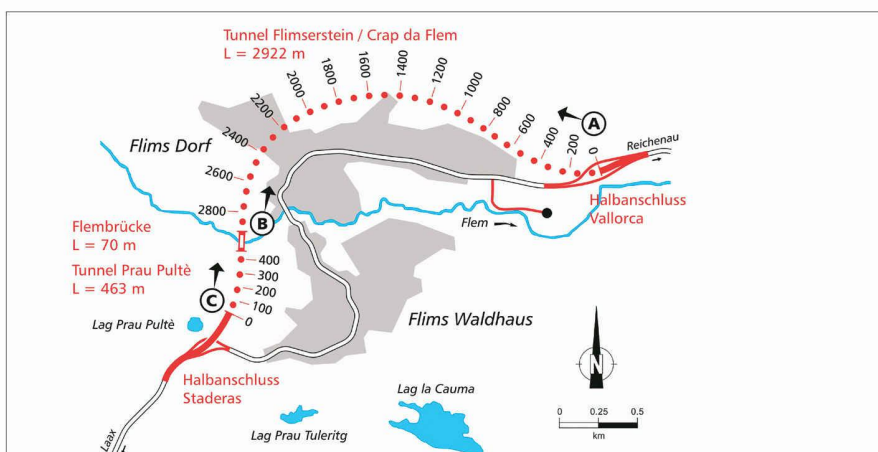 Tunnel Flimserstein / Crap da Flem
L = 2922 m
0
200
400
600
800
1000
1200
1400
1600
1800
2000
2200
2400
2600
2800
A
Reichenau
Flims Dorf
Halbanschluss
Vallorca
B
Flem
Flembrücke
L = 70 m
Tunnel Prau Pultè
L = 463 m
400
300
200
100
0
C
Lag Prau Pultè
Flims Waldhaus
Halbanschluss
Staderas
Lag la Cauma
Lag Prau Tuleritg
Laax
N
0 0.25 0.5
km